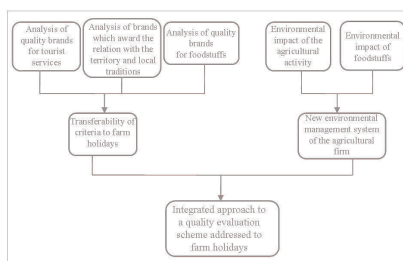 Analysis of
quality brands
for tourist
services
Analysis of brands
which award the
relation with the
territory and local
traditions
Analysis of quality
brands
for foodstuffs
Environmental
impact of the
agricultural
activity
Environmental
impact of
foodstuffs
Transferability of
criteria to farm
holidays
New environmental
management system
of the agricultural
firm
Integrated approach to
a quality evaluation
scheme addressed to
farm holidays